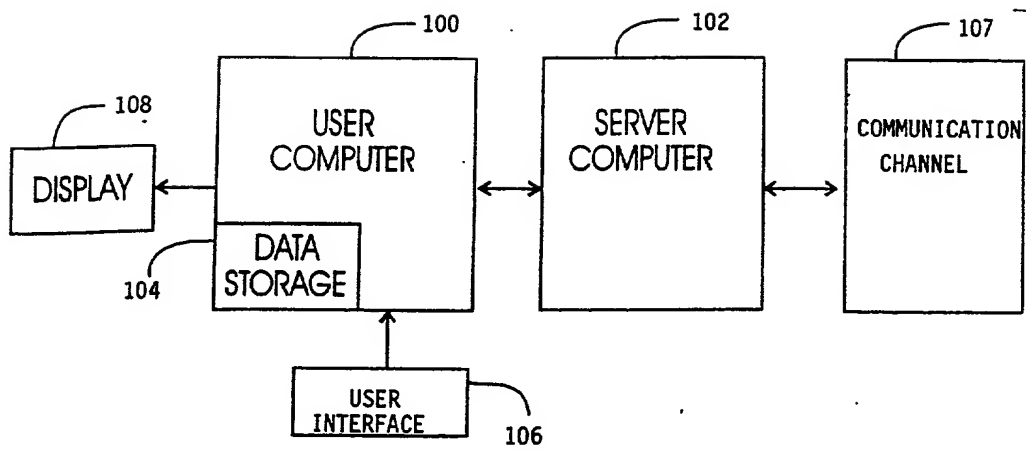 100
102
107
108
USER
COMPUTER
SERVER
COMPUTER
COMMUNICATION
CHANNEL
DISPLAY
DATA
STORAGE
104
USER
INTERFACE
106